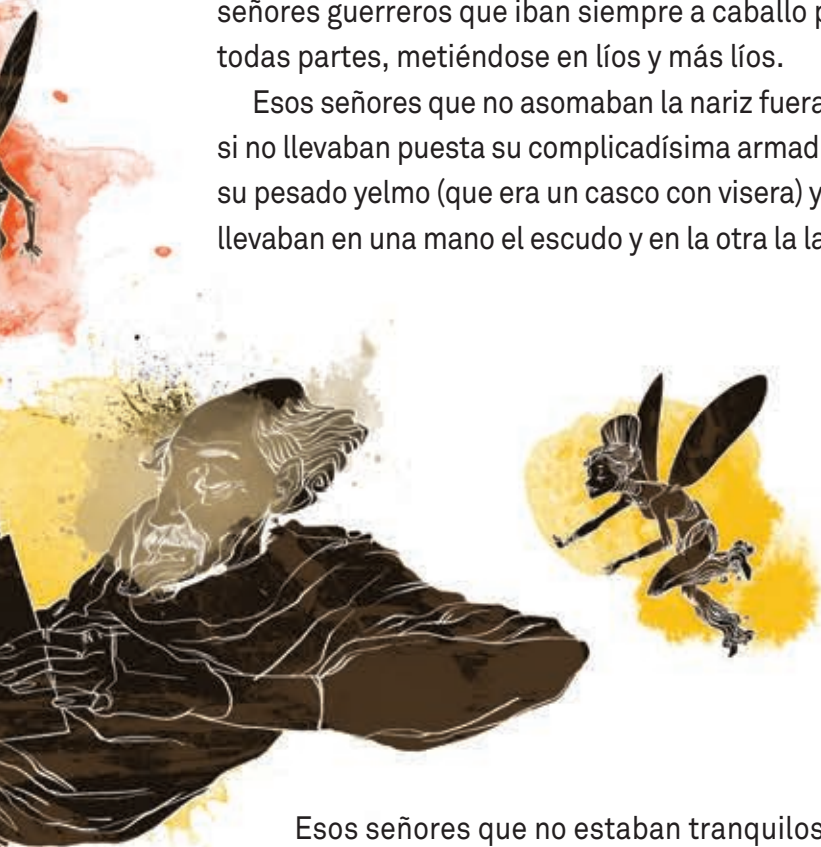 señores guerreros que iban siempre a caballo p
todas partes, metiéndose en líos y más líos.
Esos señores que no asomaban la nariz fuera
si no llevaban puesta su complicadísima armad
su pesado yelmo (que era un casco con visera) y
llevaban en una mano el escudo y en la otra la la
Esos señores que no estaban tranquilos